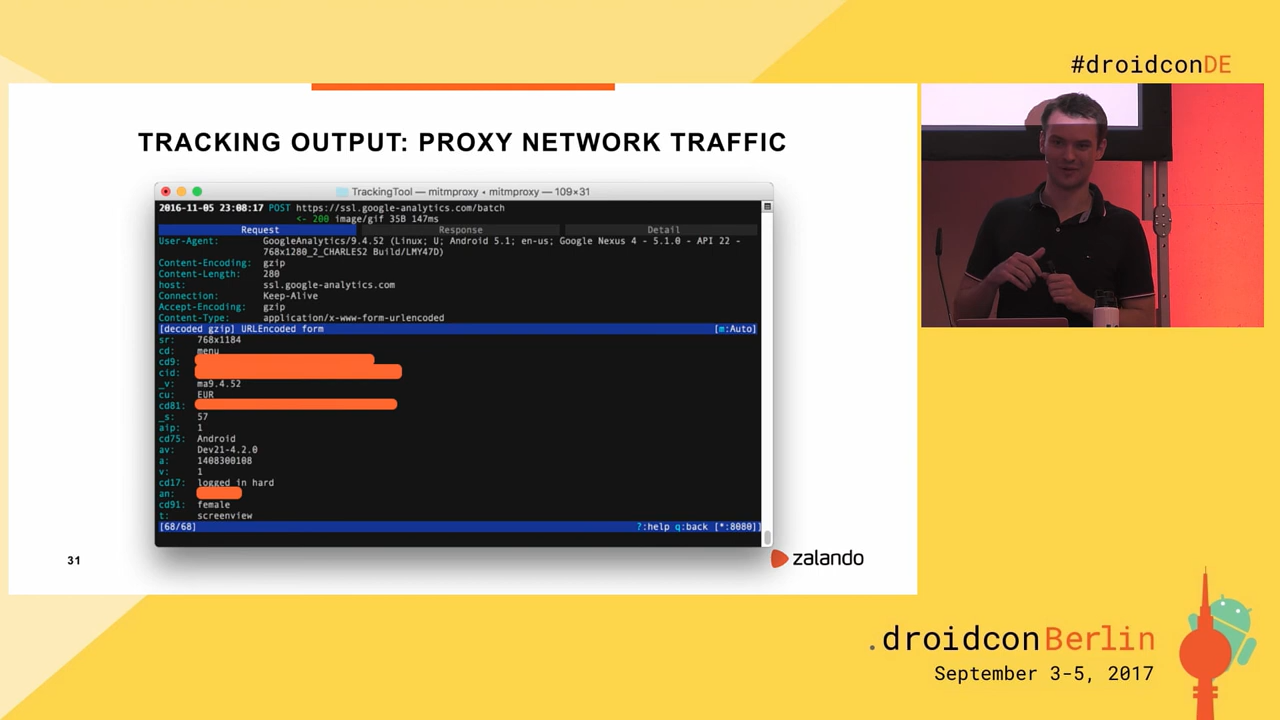 #droidconDE
TRACKING OUTPUT: PROXY NETWORK TRAFFIC
TrackingTool — mitmproxy • mitmproxy — 109×31
2016-11-05 23:08:17 POST https://ssl.google-analytics.com/batch
<- 200 image/gif 35B 147ms
Request Response Detail
User-Agent: GoogleAnalytics/9.4.52 (Linux; U; Android 5.1; en-us; Google Nexus 4 - 5.1.0 - API 22 -
768x1280_2_CHARLES2 Build/LMY47D)
Content-Encoding: gzip
Content-Length: 280
host: ssl.google-analytics.com
Connection: Keep-Alive
Accept-Encoding: gzip
Content-Type: application/x-www-form-urlencoded
[decoded gzip] URLEncoded form [m:Auto]
sr: 768x1184
cd: menu
cd9:
cid:
_v: ma9.4.52
cu: EUR
cd81:
_s: 57
aip: 1
cd75: Android
av: Dev21-4.2.0
a: 1408300108
v: 1
cd17: logged in hard
an:
cd91: female
t: screenview
[68/68] ?:help q:back [*:8080]
31
zalando
.droidconBerlin
September 3-5, 2017